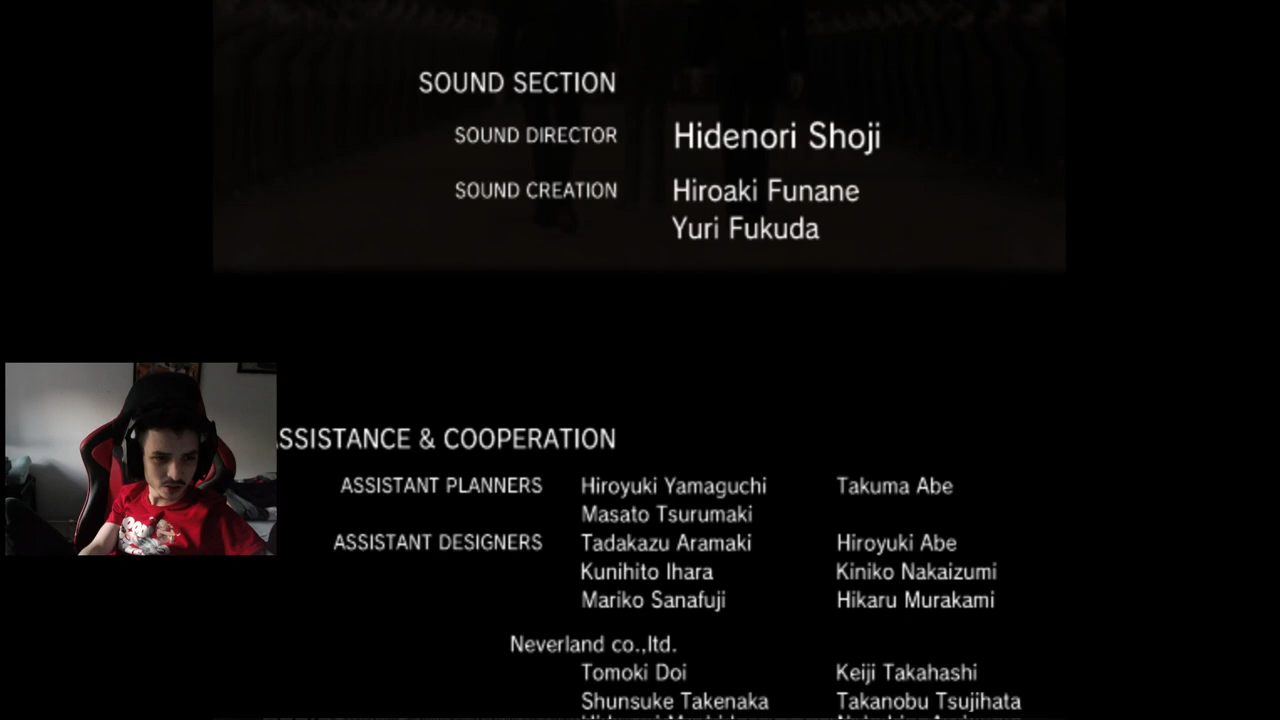 SOUND SECTION
SOUND DIRECTOR Hidenori Shoji
SOUND CREATION Hiroaki Funane
Yuri Fukuda
ASSISTANCE & COOPERATION
ASSISTANT PLANNERS Hiroyuki Yamaguchi Takuma Abe
Masato Tsurumaki
ASSISTANT DESIGNERS Tadakazu Aramaki Hiroyuki Abe
Kunihito Ihara Kiniko Nakaizumi
Mariko Sanafuji Hikaru Murakami
Neverland co.,ltd.
Tomoki Doi Keiji Takahashi
Shunsuke Takenaka Takanobu Tsujihata